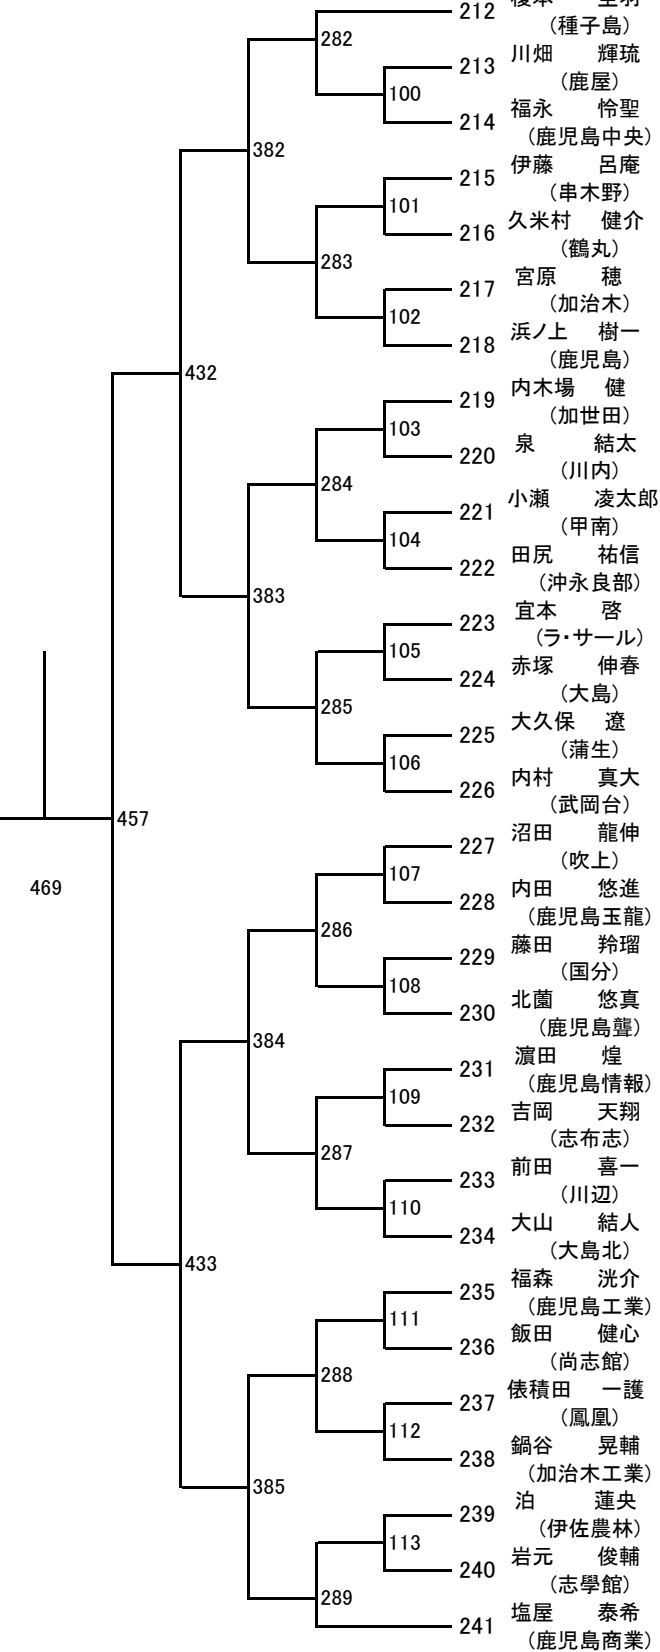 212
（種子島）
282
213 川畑 輝琉
（鹿屋）
100
214 福永 怜聖
（鹿児島中央）
382
215 伊藤 呂庵
（串木野）
101
216 久米村 健介
（鶴丸）
283
217 宮原 穂
（加治木）
102
218 浜ノ上 樹一
（鹿児島）
432
219 内木場 健
（加世田）
103
220 泉 結太
（川内）
284
221 小瀬 凌太郎
（甲南）
104
222 田尻 祐信
（沖永良部）
383
223 宜本 啓
（ラ・サール）
105
224 赤塚 伸春
（大島）
285
225 大久保 遼
（蒲生）
106
226 内村 真大
（武岡台）
457
227 沼田 龍伸
（吹上）
107
469
228 内田 悠進
（鹿児島玉龍）
286
229 藤田 羚瑠
（国分）
108
230 北薗 悠真
（鹿児島聾）
384
231 濵田 煌
（鹿児島情報）
109
232 吉岡 天翔
（志布志）
287
233 前田 喜一
（川辺）
110
234 大山 結人
（大島北）
433
235 福森 洸介
（鹿児島工業）
111
236 飯田 健心
（尚志館）
288
237 俵積田 一護
（鳳凰）
112
238 鍋谷 晃輔
（加治木工業）
385
239 泊 蓮央
（伊佐農林）
113
240 岩元 俊輔
（志學館）
289
241 塩屋 泰希
（鹿児島商業）